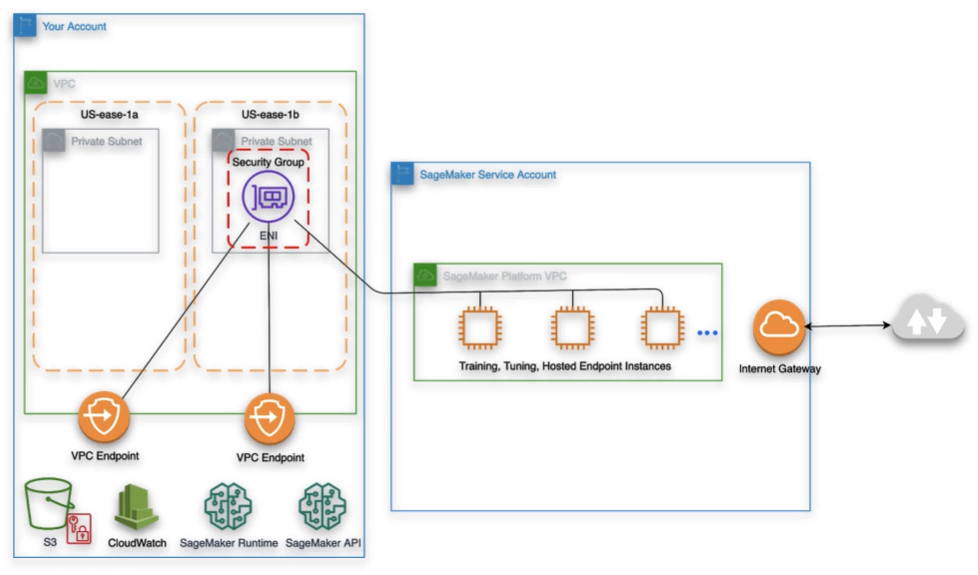 Your Account
VPC
US-ease-1a
US-ease-1b
Private Subnet
Private Subnet
Security Group
ENI
SageMaker Service Account
SageMaker Platform VPC
Training, Tuning, Hosted Endpoint Instances
Internet Gateway
VPC Endpoint
VPC Endpoint
S3
CloudWatch
SageMaker Runtime
SageMaker API